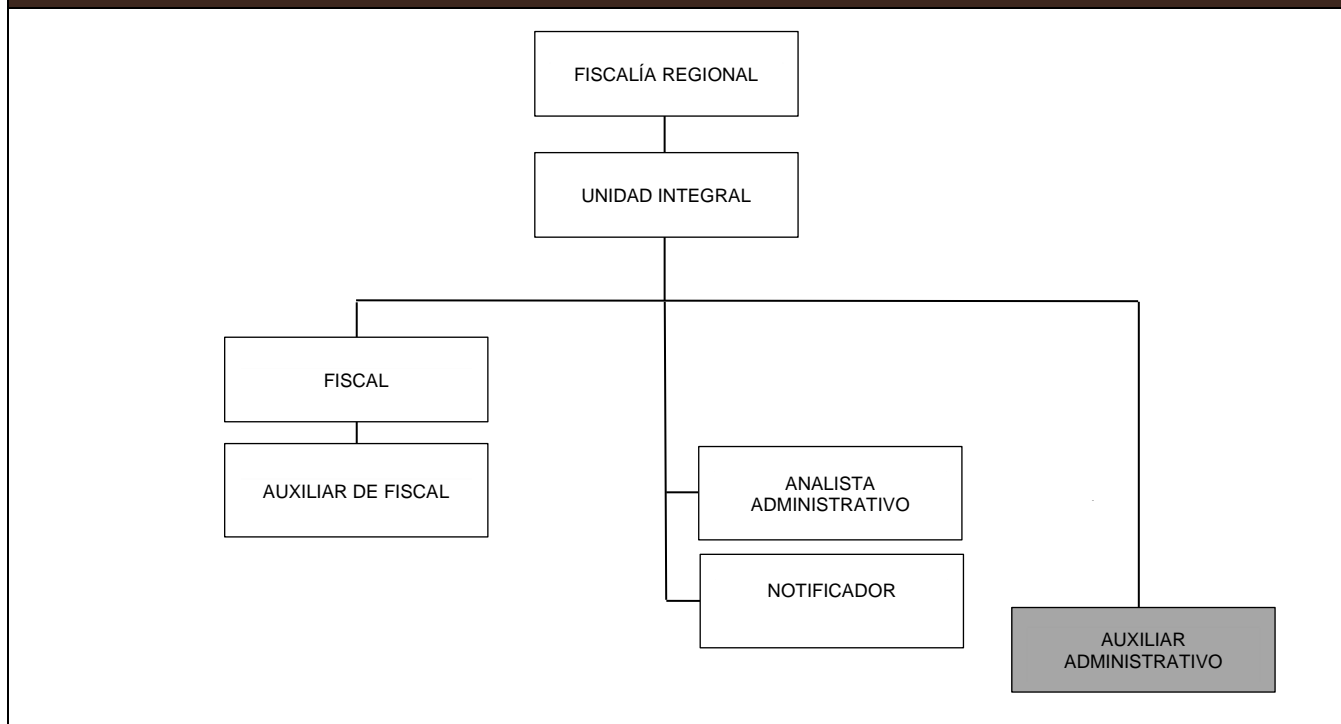 FISCALÍA REGIONAL
UNIDAD INTEGRAL
FISCAL
AUXILIAR DE FISCAL
ANALISTA
ADMINISTRATIVO
NOTIFICADOR
AUXILIAR
ADMINISTRATIVO